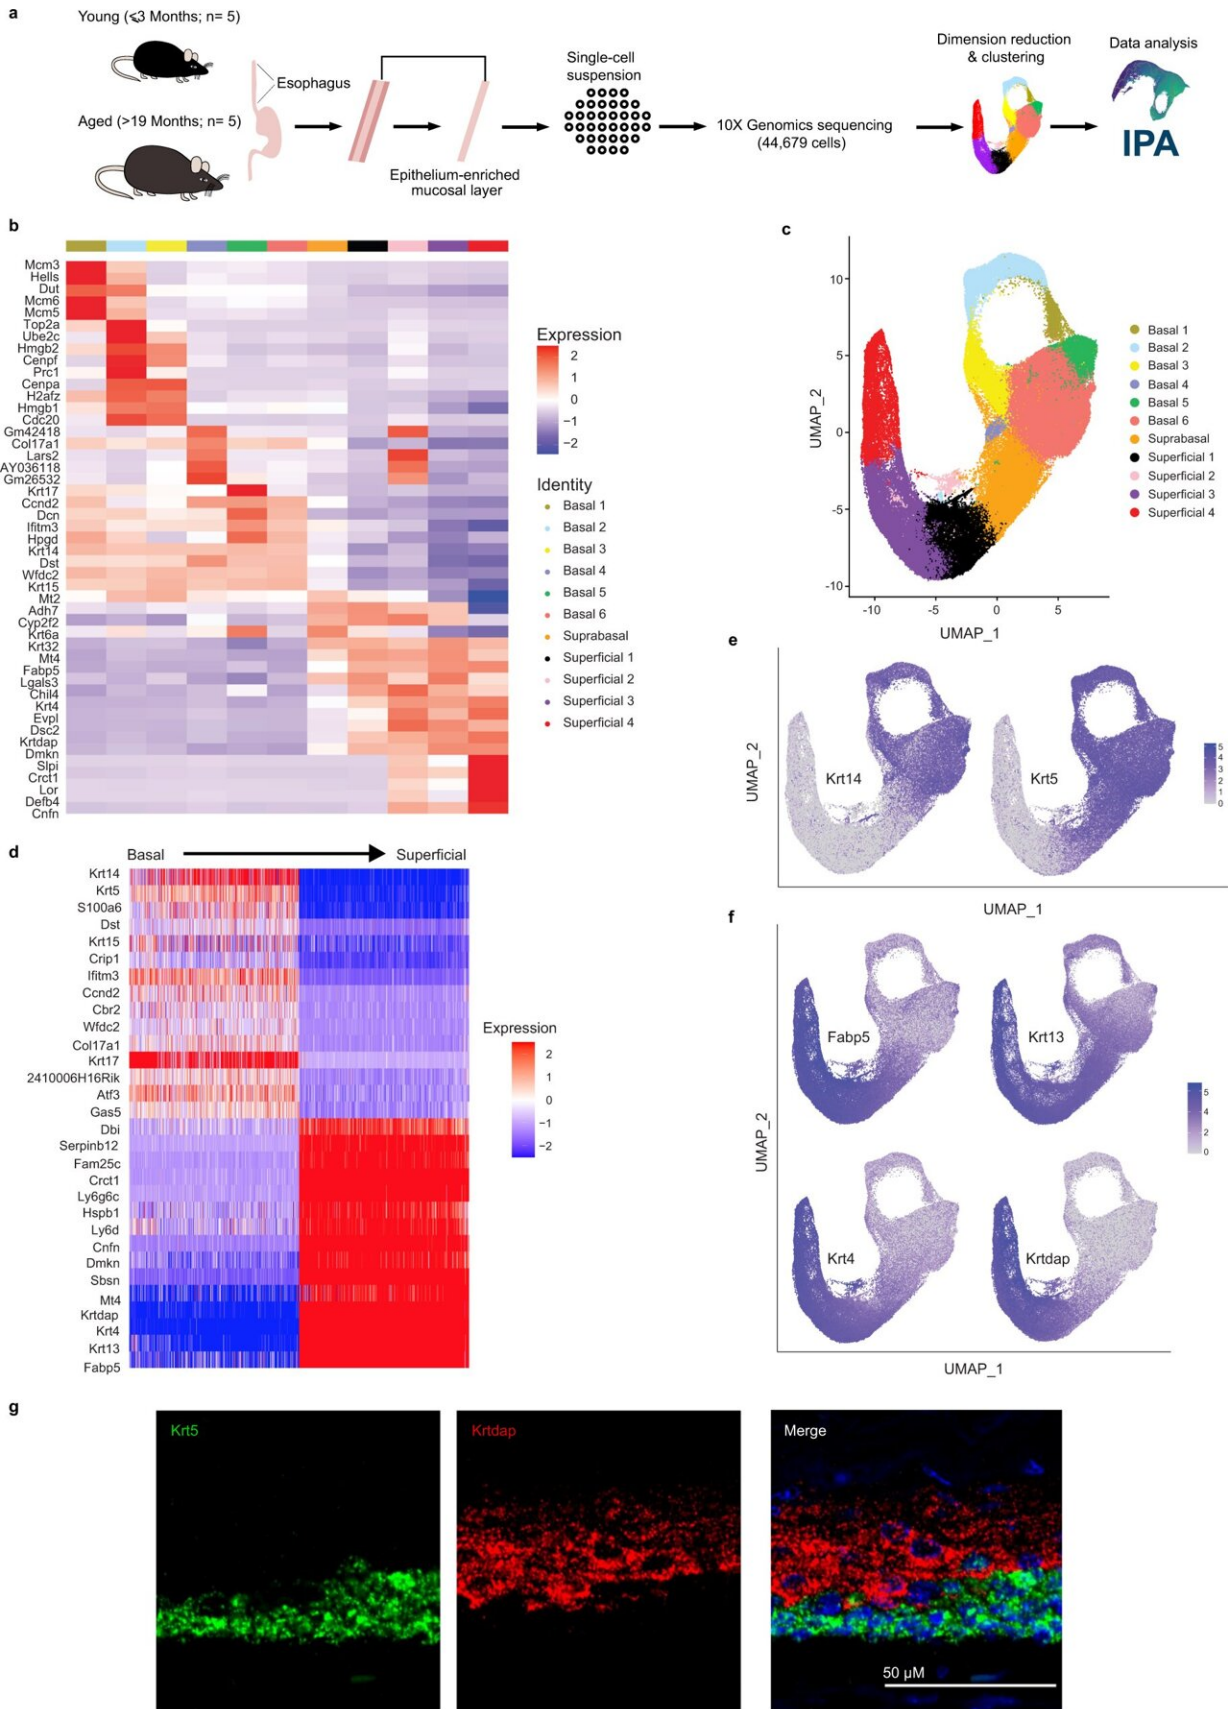 a
Young (⩽3 Months; n= 5)
Aged (>19 Months; n= 5)
Esophagus
Epithelium-enriched
mucosal layer
Single-cell
suspension
10X Genomics sequencing
(44,679 cells)
Dimension reduction
& clustering
Data analysis
IPA
b
Mcm3
Hells
Dut
Mcm6
Mcm5
Top2a
Ube2c
Hmgb2
Cenpf
Prc1
Cenpa
H2afz
Hmgb1
Cdc20
Gm42418
Col17a1
Lars2
AY036118
Gm26532
Krt17
Ccnd2
Dcn
Ifitm3
Hpgd
Krt14
Dst
Wfdc2
Krt15
Mt2
Adh7
Cyp2f2
Krt6a
Krt32
Mt4
Fabp5
Lgals3
Chil4
Krt4
Evpl
Dsc2
Krtdap
Dmkn
Slpi
Crct1
Lor
Defb4
Cnfn
Expression
2
1
0
−1
−2
Identity
Basal 1
Basal 2
Basal 3
Basal 4
Basal 5
Basal 6
Suprabasal
Superficial 1
Superficial 2
Superficial 3
Superficial 4
c
UMAP_2
10
5
0
-5
-10
-10
-5
0
5
UMAP_1
Basal 1
Basal 2
Basal 3
Basal 4
Basal 5
Basal 6
Suprabasal
Superficial 1
Superficial 2
Superficial 3
Superficial 4
d
Basal
Superficial
Krt14
Krt5
S100a6
Dst
Krt15
Crip1
Ifitm3
Ccnd2
Cbr2
Wfdc2
Col17a1
Krt17
2410006H16Rik
Atf3
Gas5
Dbi
Serpinb12
Fam25c
Crct1
Ly6g6c
Hspb1
Ly6d
Cnfn
Dmkn
Sbsn
Mt4
Krtdap
Krt4
Krt13
Fabp5
Expression
2
1
0
−1
−2
e
UMAP_2
Krt14
Krt5
5
4
3
2
1
0
UMAP_1
f
UMAP_2
Fabp5
Krt13
Krt4
Krtdap
5
4
3
2
1
0
UMAP_1
g
Krt5
Krtdap
Merge
50 µM